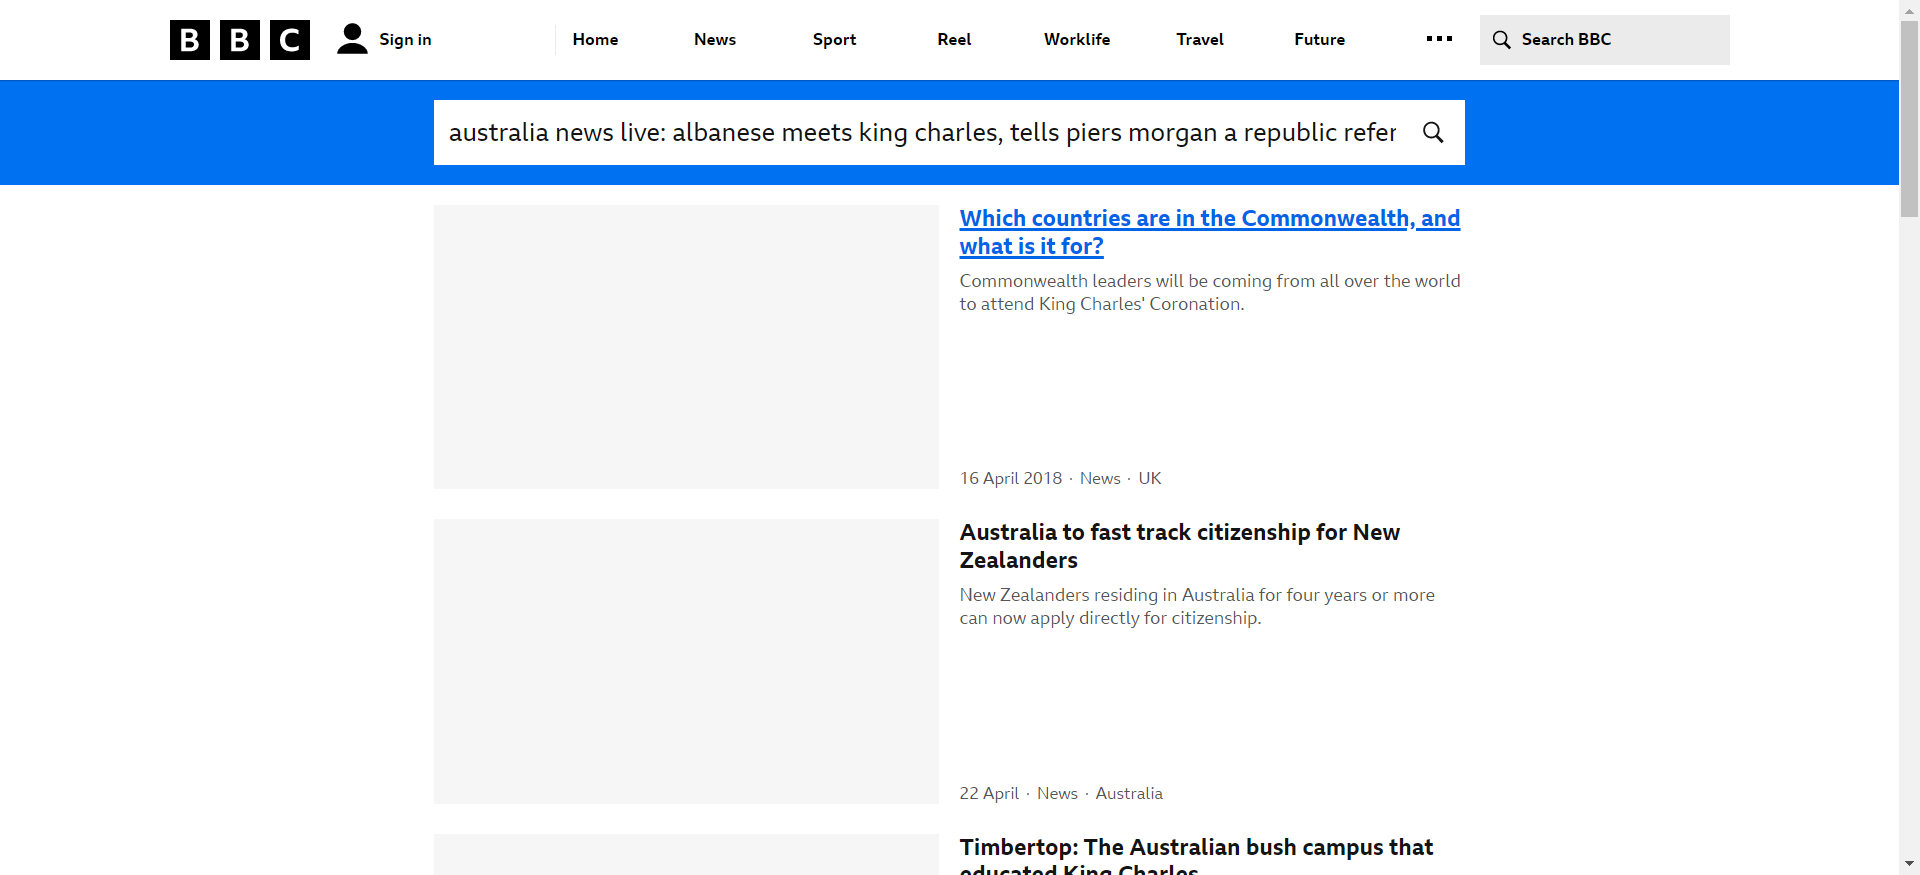 BBC
Sign in
Home
News
Sport
Reel
Worklife
Travel
Future
Search BBC
australia news live: albanese meets king charles, tells piers morgan a republic refer
Which countries are in the Commonwealth, and
what is it for?
Commonwealth leaders will be coming from all over the world
to attend King Charles' Coronation.
16 April 2018 · News · UK
Australia to fast track citizenship for New
Zealanders
New Zealanders residing in Australia for four years or more
can now apply directly for citizenship.
22 April · News · Australia
Timbertop: The Australian bush campus that
educated King Charles